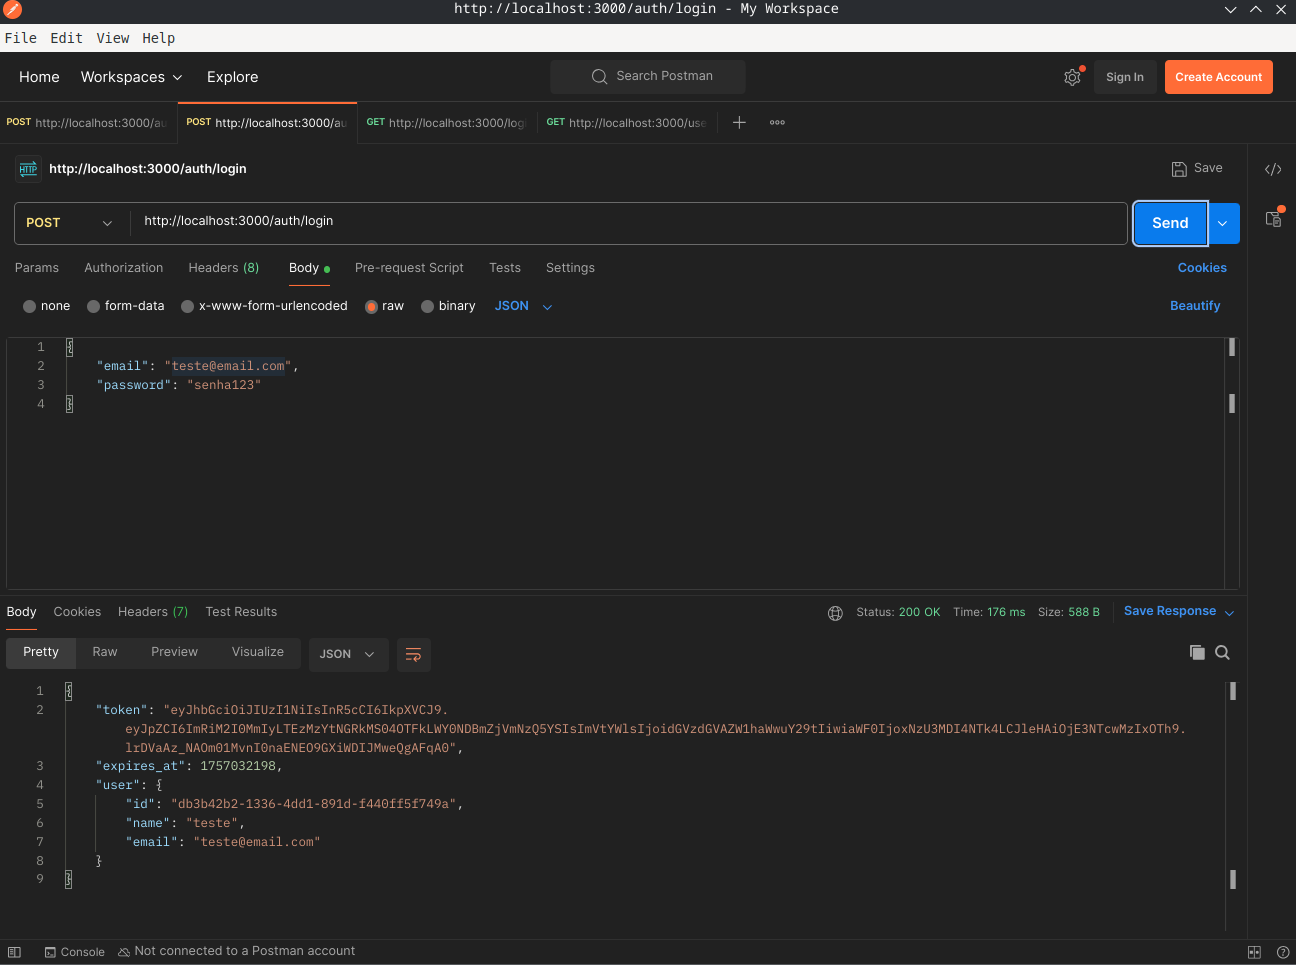 http://localhost:3000/auth/login - My Workspace
File Edit View Help
Home Workspaces Explore Search Postman Sign In Create Account
POST http://localhost:3000/au POST http://localhost:3000/au GET http://localhost:3000/log GET http://localhost:3000/use
HTTP http://localhost:3000/auth/login Save
POST http://localhost:3000/auth/login Send
Params Authorization Headers (8) Body Pre-request Script Tests Settings Cookies
none form-data x-www-form-urlencoded raw binary JSON Beautify
1 {
2 "email": "teste@email.com",
3 "password": "senha123"
4 }
Body Cookies Headers (7) Test Results Status: 200 OK Time: 176 ms Size: 588 B Save Response
Pretty Raw Preview Visualize JSON
1 {
2 "token": "eyJhbGciOiJIUzI1NiIsInR5cCI6IkpXVCJ9.
eyJpZCI6ImRiM2I0MmIyLTEzMzYtNGRkMS04OTFkLWY0NDBmZjVmNzQ5YSIsImVtYWlsIjoidGVzdGVAZW1haWwuY29tIiwiaWF0IjoxNzU3MDI4NTk4LCJleHAiOjE3NTcwMzIxOTh9.
lrDVaAz_NAOm01MvnI0naENEO9GXiWDIJMweQgAFqA0",
3 "expires_at": 1757032198,
4 "user": {
5 "id": "db3b42b2-1336-4dd1-891d-f440ff5f749a",
6 "name": "teste",
7 "email": "teste@email.com"
8 }
9 }
Console Not connected to a Postman account